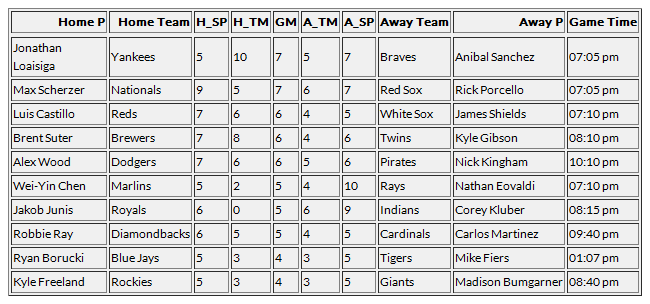 Home P Home Team H_SP H_TM GM A_TM A_SP Away Team Away P Game Time
Jonathan
Loaisiga Yankees 5 10 7 5 7 Braves Anibal Sanchez 07:05 pm
Max Scherzer Nationals 9 5 7 6 7 Red Sox Rick Porcello 07:05 pm
Luis Castillo Reds 7 6 6 4 5 White Sox James Shields 07:10 pm
Brent Suter Brewers 7 8 6 4 6 Twins Kyle Gibson 08:10 pm
Alex Wood Dodgers 7 6 6 5 6 Pirates Nick Kingham 10:10 pm
Wei-Yin Chen Marlins 5 2 5 4 10 Rays Nathan Eovaldi 07:10 pm
Jakob Junis Royals 6 0 5 6 9 Indians Corey Kluber 08:15 pm
Robbie Ray Diamondbacks 6 5 5 4 5 Cardinals Carlos Martinez 09:40 pm
Ryan Borucki Blue Jays 5 3 4 3 5 Tigers Mike Fiers 01:07 pm
Kyle Freeland Rockies 5 3 4 3 5 Giants Madison Bumgarner 08:40 pm